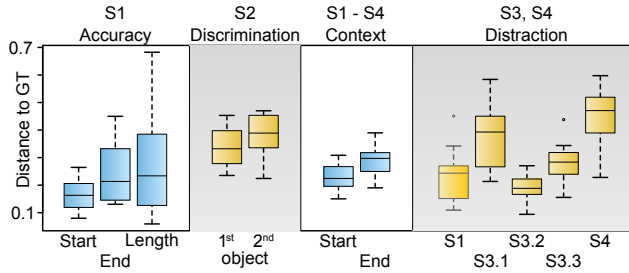 S1 S2 S1 - S4 S3, S4
Accuracy Discrimination Context Distraction
0.7
Distance to GT
0.1
Start Length 1st 2nd Start S1 S3.2 S4
End object End S3.1 S3.3